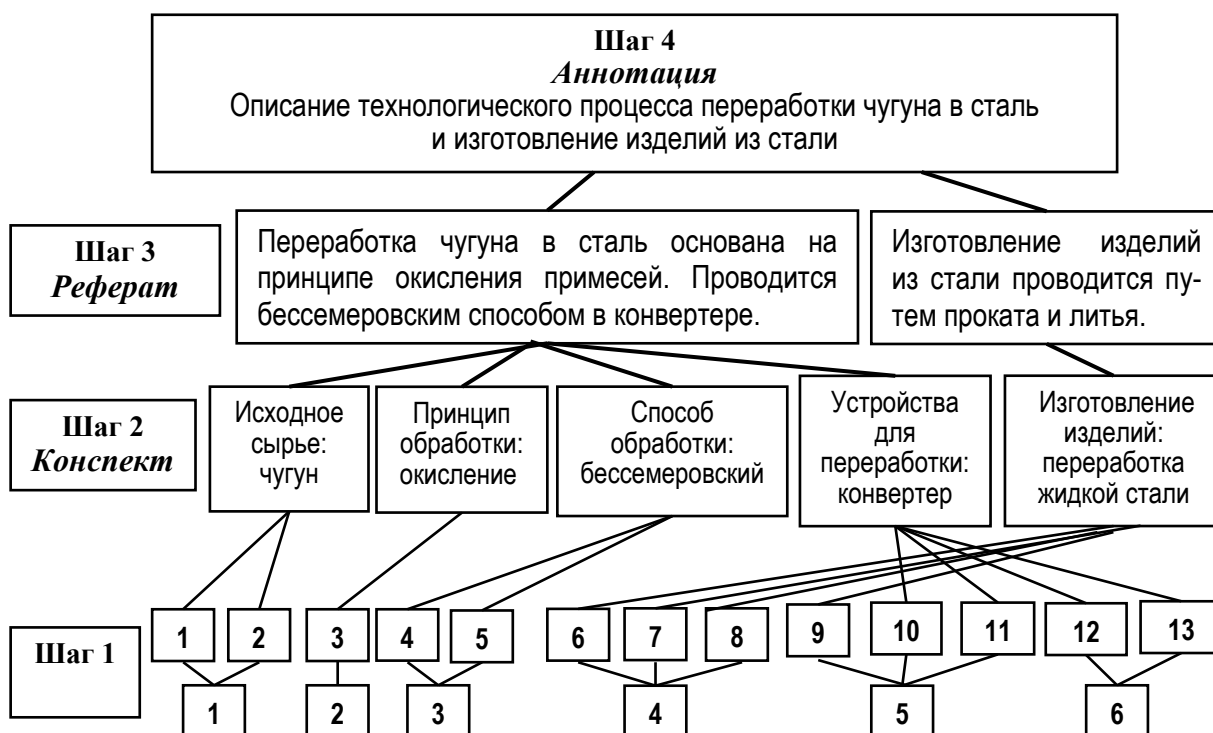 Шаг 4
Аннотация
Описание технологического процесса переработки чугуна в сталь
и изготовление изделий из стали
Шаг 3
Реферат
Переработка чугуна в сталь основана на
принципе окисления примесей. Проводится
бессемеровским способом в конвертере.
Изготовление изделий
из стали проводится пу-
тем проката и литья.
Шаг 2
Конспект
Исходное
сырье:
чугун
Принцип
обработки:
окисление
Способ
обработки:
бессемеровский
Устройства
для
переработки:
конвертер
Изготовление
изделий:
переработка
жидкой стали
Шаг 1
1 2 3 4 5 6 7 8 9 10 11 12 13
1 2 3 4 5 6